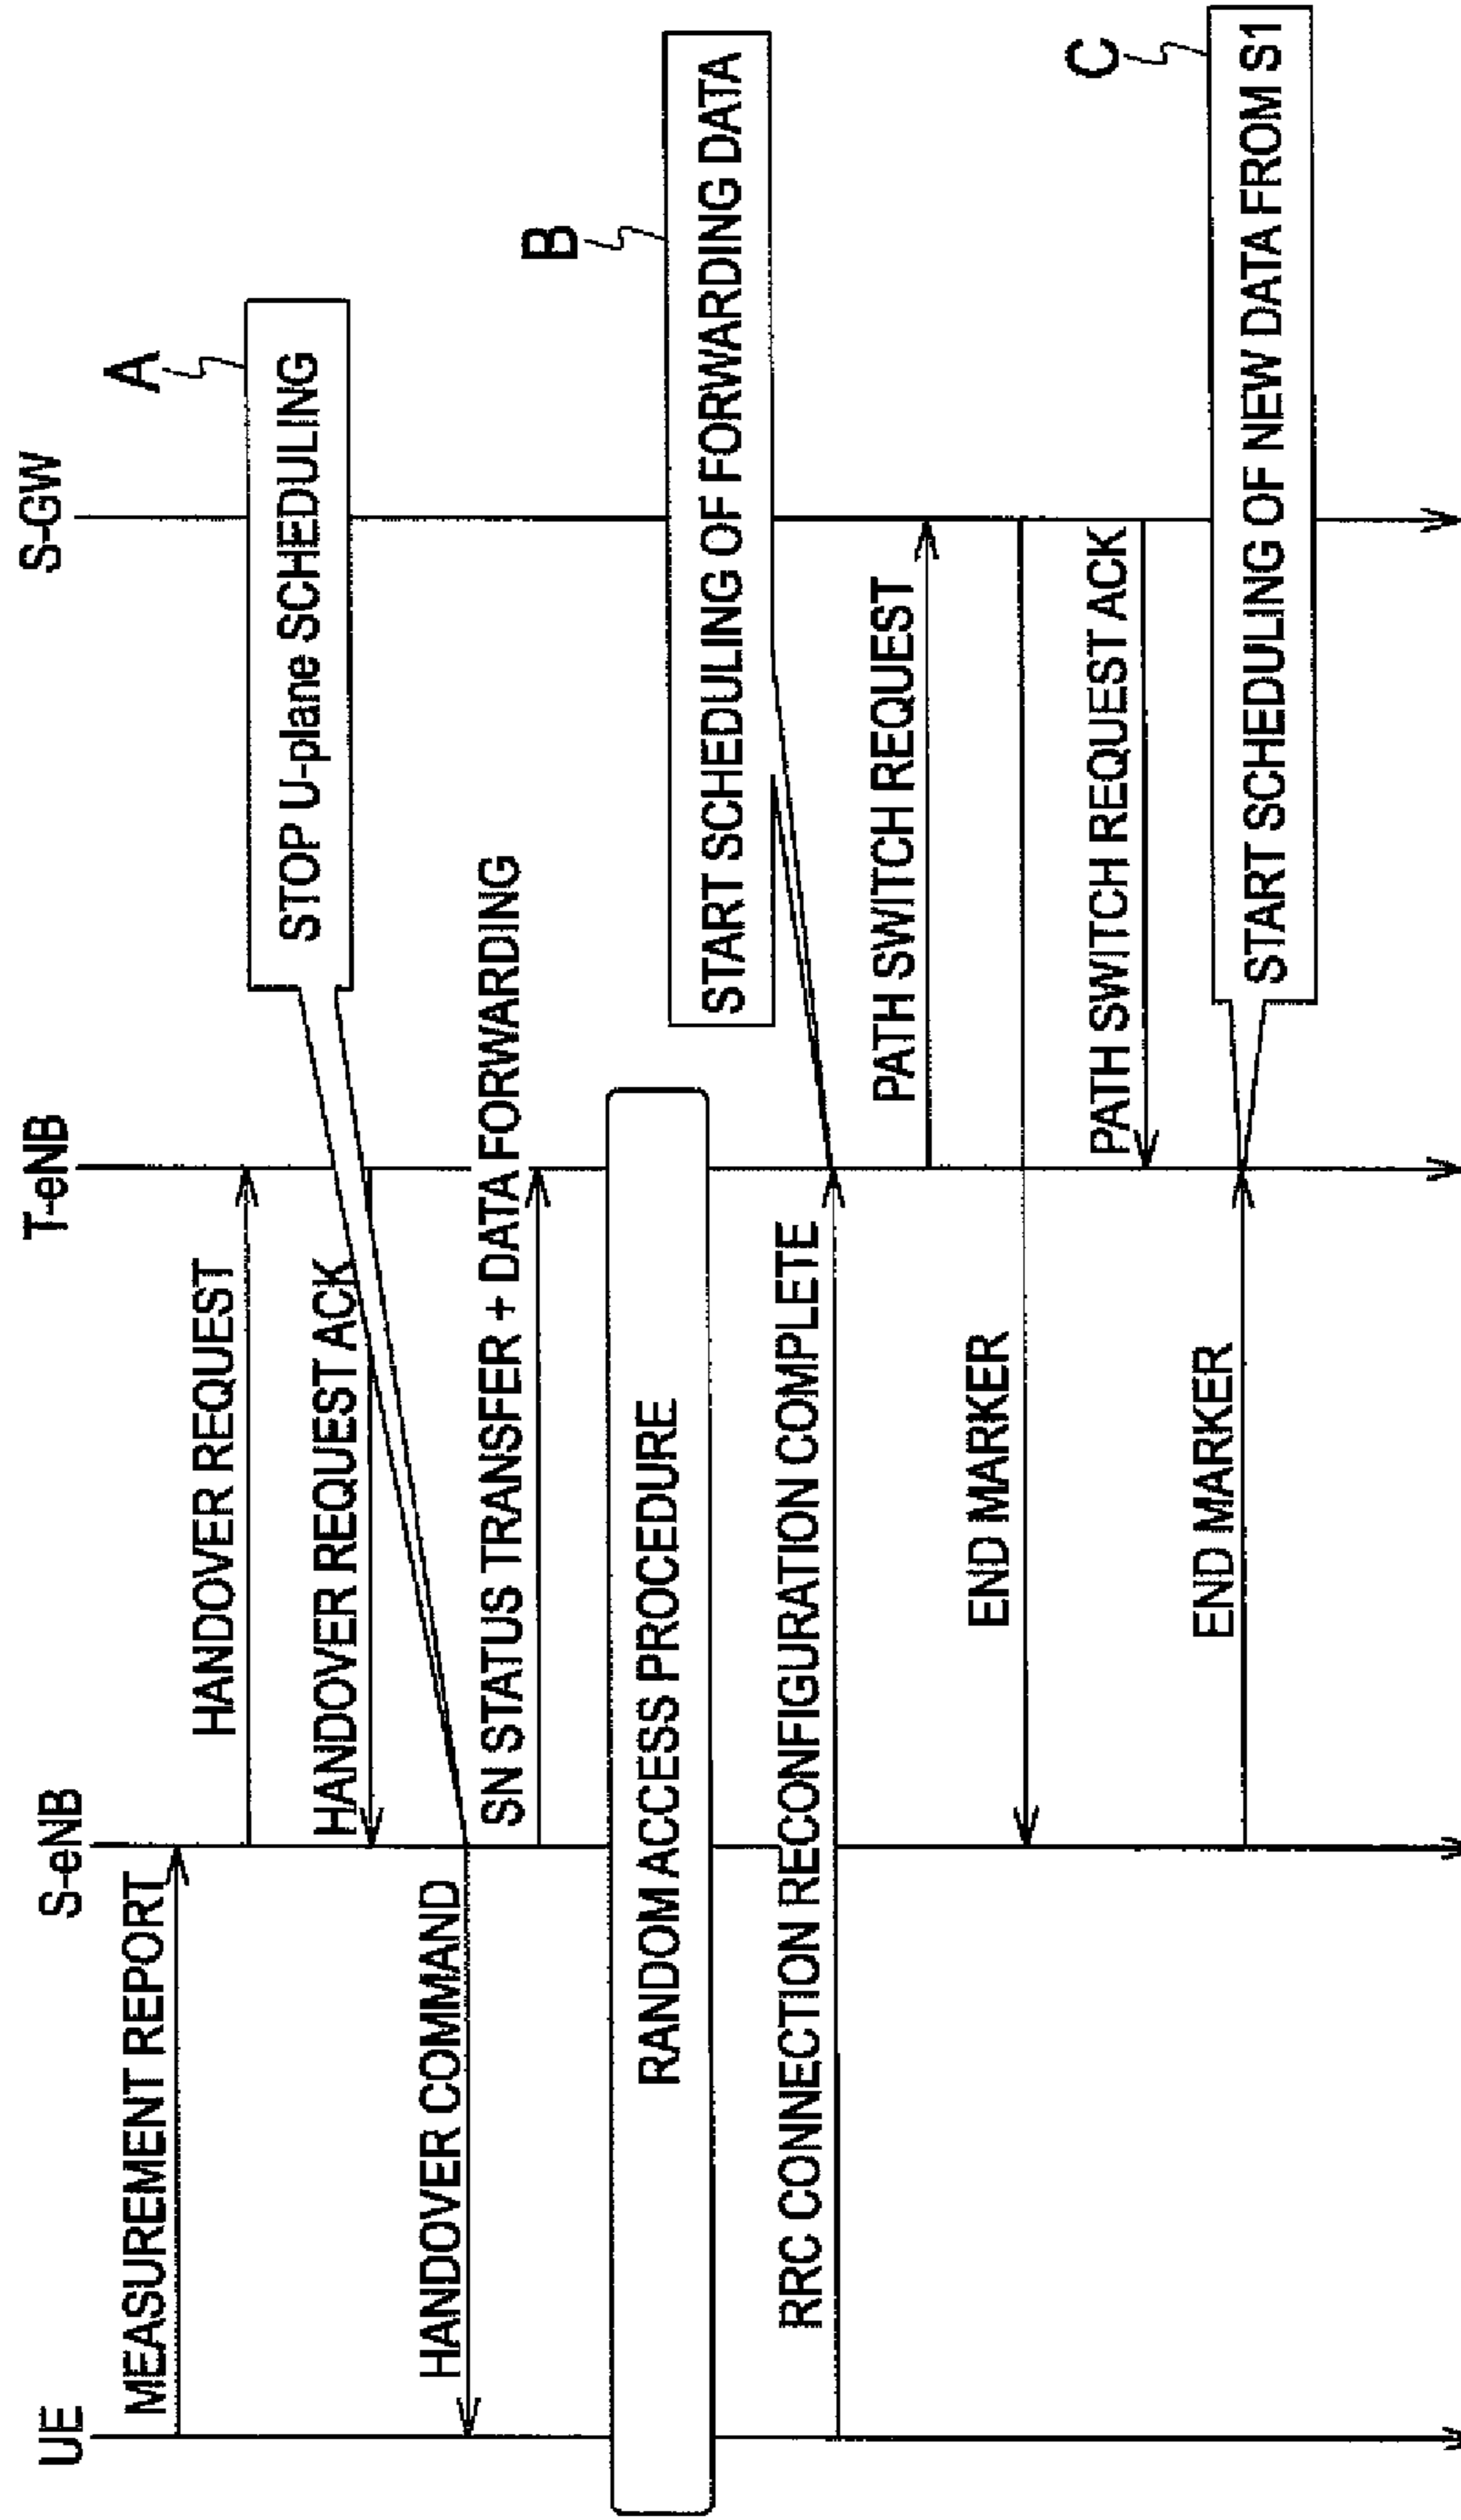 UE
S-eNB
T-eNB
S-GW
MEASUREMENT REPORT
HANDOVER REQUEST
A
STOP U-plane SCHEDULING
HANDOVER REQUEST ACK
HANDOVER COMMAND
SN STATUS TRANSFER + DATA FORWARDING
RANDOM ACCESS PROCEDURE
B
START SCHEDULING OF FORWARDING DATA
RRC CONNECTION RECONFIGURATION COMPLETE
PATH SWITCH REQUEST
END MARKER
PATH SWITCH REQUEST ACK
C
END MARKER
START SCHEDULING OF NEW DATA FROM S1